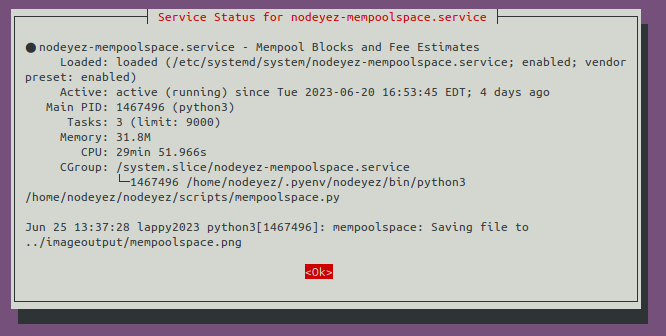 Service Status for nodeyez-mempoolspace.service
● nodeyez-mempoolspace.service - Mempool Blocks and Fee Estimates
Loaded: loaded (/etc/systemd/system/nodeyez-mempoolspace.service; enabled; vendor
preset: enabled)
Active: active (running) since Tue 2023-06-20 16:53:45 EDT; 4 days ago
Main PID: 1467496 (python3)
Tasks: 3 (limit: 9000)
Memory: 31.8M
CPU: 29min 51.966s
CGroup: /system.slice/nodeyez-mempoolspace.service
└─1467496 /home/nodeyez/.pyenv/nodeyez/bin/python3
/home/nodeyez/nodeyez/scripts/mempoolspace.py
Jun 25 13:37:28 lappy2023 python3[1467496]: mempoolspace: Saving file to
../imageoutput/mempoolspace.png
<Ok>